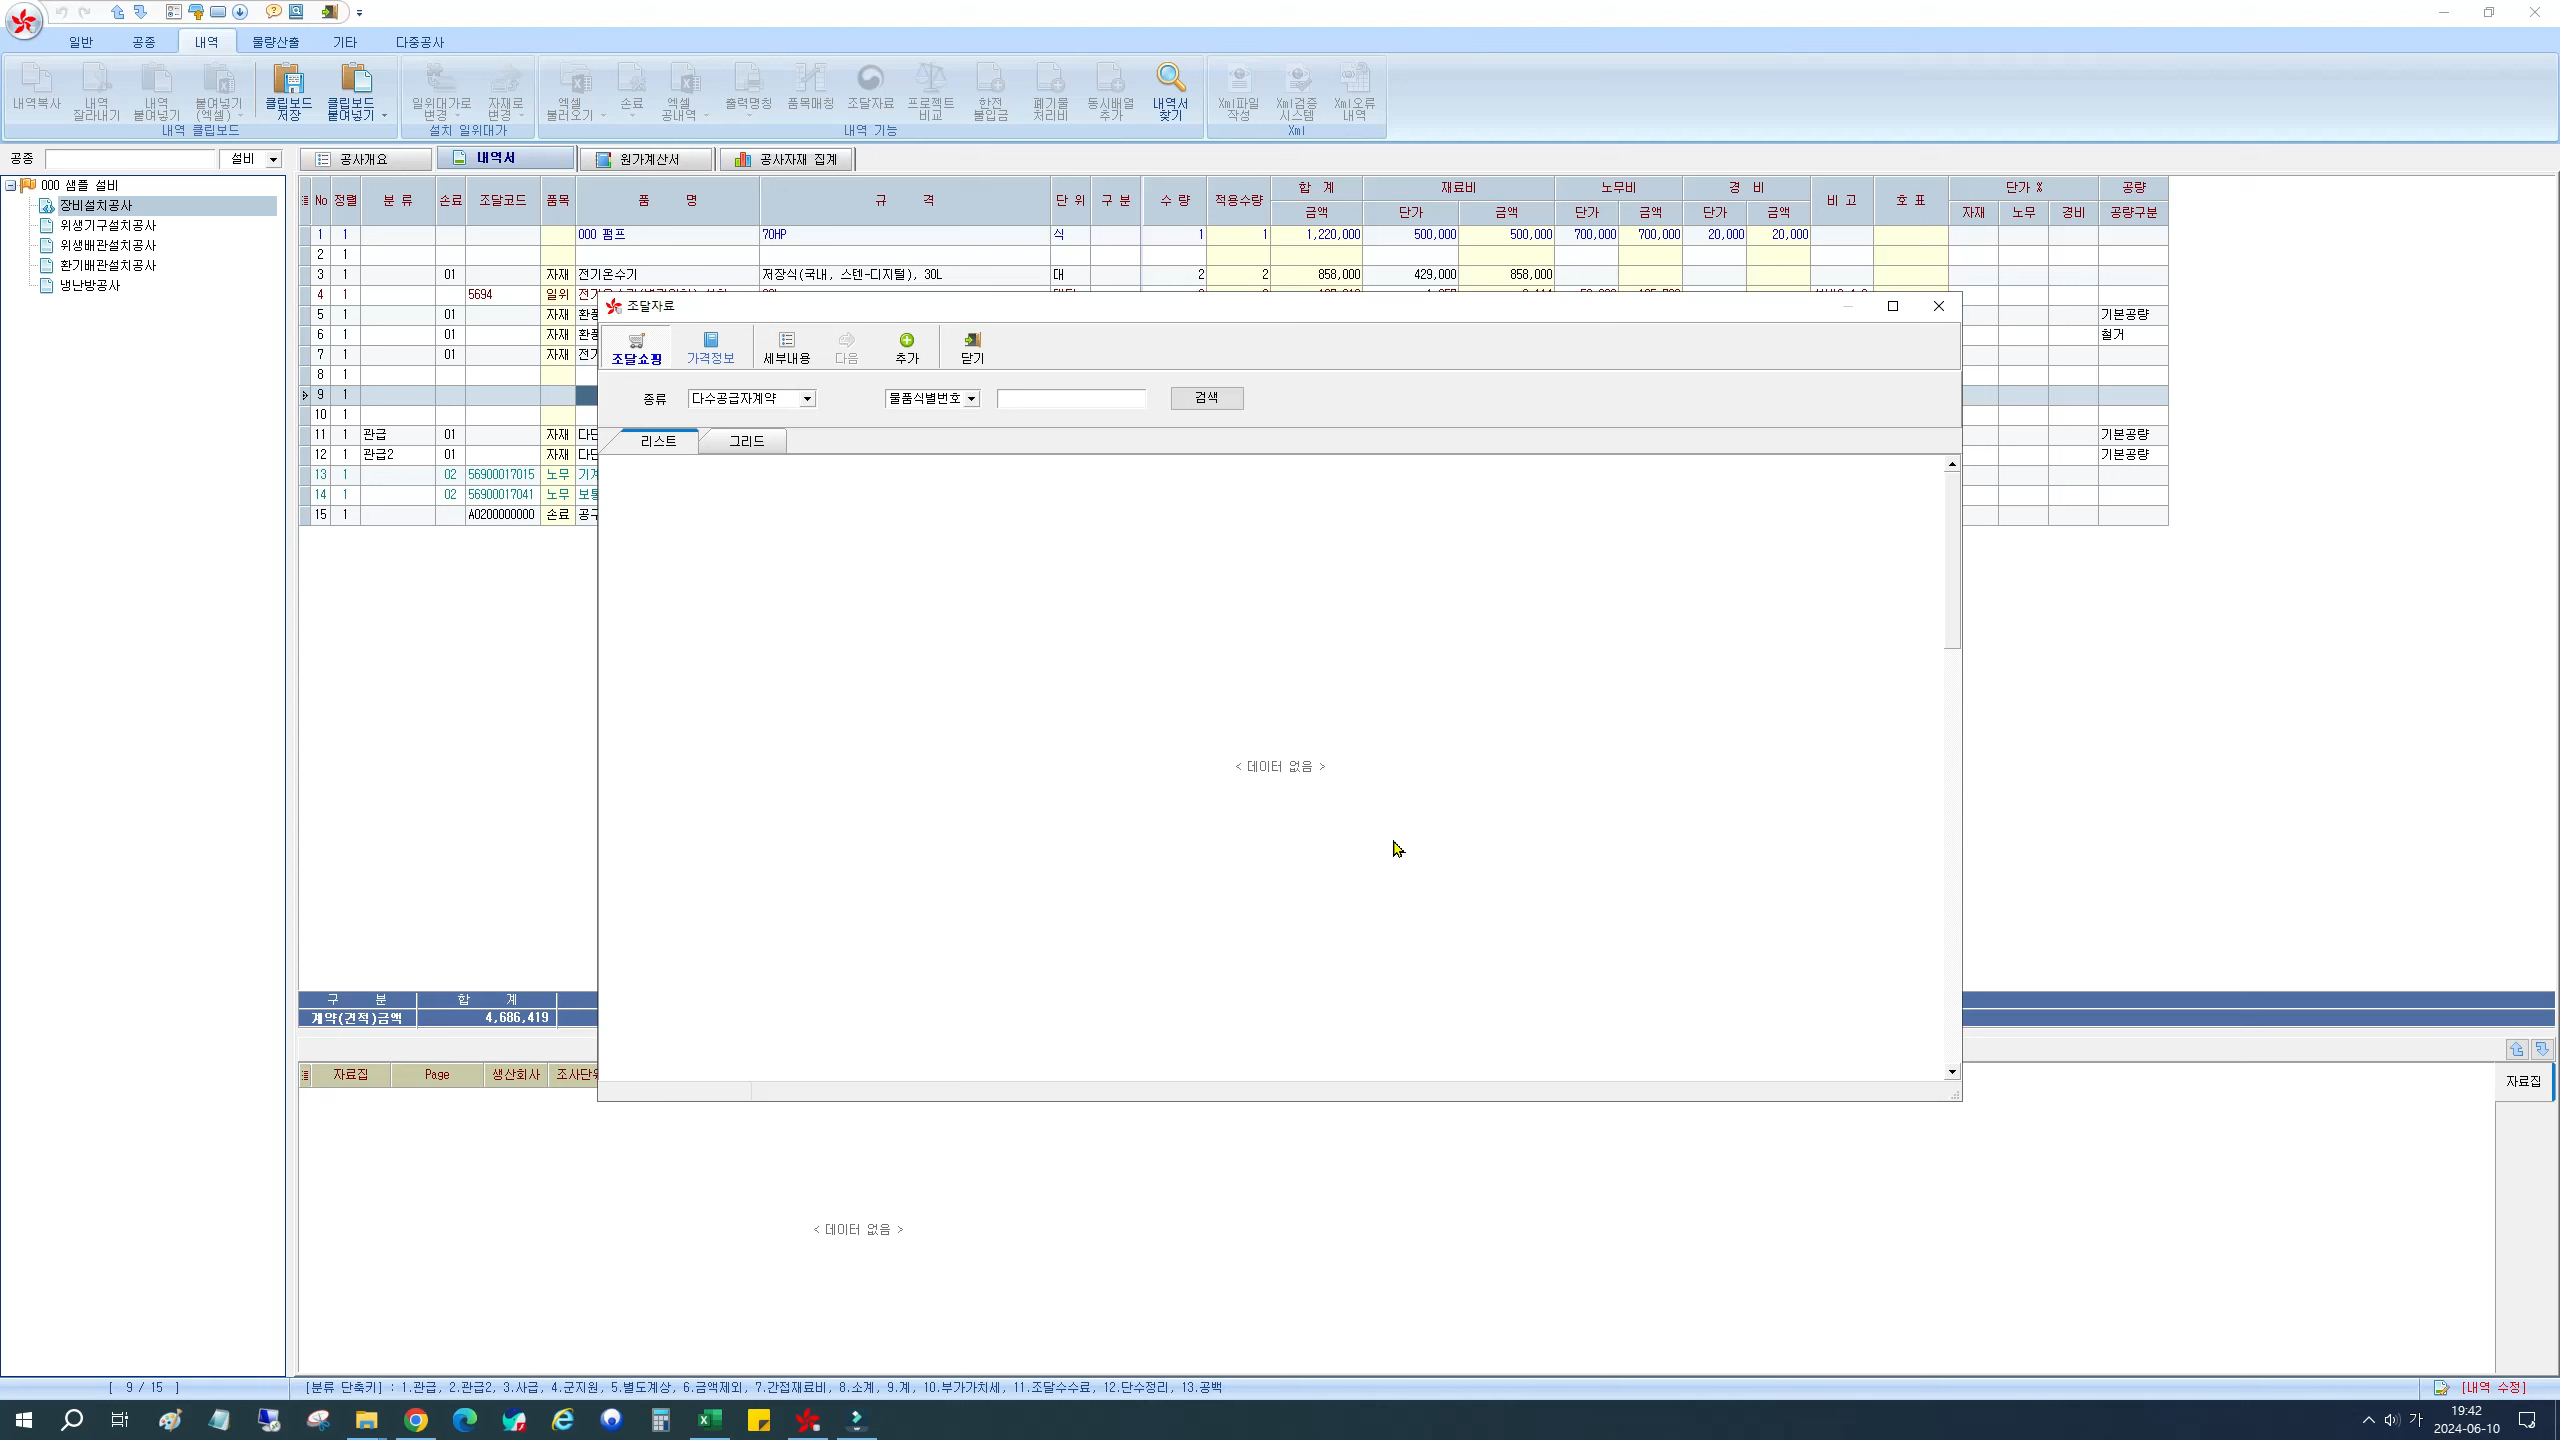 일반 공종 내역 물량산출 기타 다중공사
내역복사 내역 잘라내기 내역 붙여넣기 붙여넣기 (엑셀) 클립보드 저장 클립보드 붙여넣기 일위대가로 변경 자재로 변경 엑셀 불러오기 손료 엑셀 공내역 출력명칭 품목매칭 조달자료 프로젝트 비교 한전 불입금 폐기물 처리비 동시배열 추가 내역서 찾기 Xml파일 작성 Xml검증 시스템 Xml오류 내역
내역 클립보드 설치 일위대가 내역 기능 Xml
공종 설비 공사개요 내역서 원가계산서 공사자재 집계
000 샘플 설비
장비설치공사
위생기구설치공사
위생배관설치공사
환기배관설치공사
냉난방공사
No 정렬 분 류 손료 조달코드 품목 품 명 규 격 단 위 구 분 수 량 적용수량 합 계 재료비 노무비 경 비 비 고 호 표 단가 % 공량
금액 단가 금액 단가 금액 단가 금액 자재 노무 경비 공량구분
1 1 000 펌프 70HP 식 1 1 1,220,000 500,000 500,000 700,000 700,000 20,000 20,000
2 1
3 1 01 자재 전기온수기 저장식(국내, 스텐-디지털), 30L 대 2 2 858,000 429,000 858,000
4 1 5694 일위
5 1 01 자재 환풍 기본공량
6 1 01 자재 환풍 철거
7 1 01 자재 전기
8 1
9 1
10 1
11 1 관급 01 자재 다단 기본공량
12 1 관급2 01 자재 다단 기본공량
13 1 02 56900017015 노무 기계
14 1 02 56900017041 노무 보통
15 1 A0200000000 손료 공구
조달자료
조달쇼핑 가격정보 세부내용 다음 추가 닫기
종류 다수공급자계약 물품식별번호 검색
리스트 그리드
< 데이터 없음 >
구 분 합 계
계약(견적)금액 4,686,419
자료집 Page 생산회사 조사단위
자료집
< 데이터 없음 >
[ 9 / 15 ] [분류 단축키] : 1.관급, 2.관급2, 3.사급, 4.군지원, 5.별도계상, 6.금액제외, 7.간접재료비, 8.소계, 9.계, 10.부가가치세, 11.조달수수료, 12.단수정리, 13.공백 [내역 수정]
가 19:42
2024-06-10